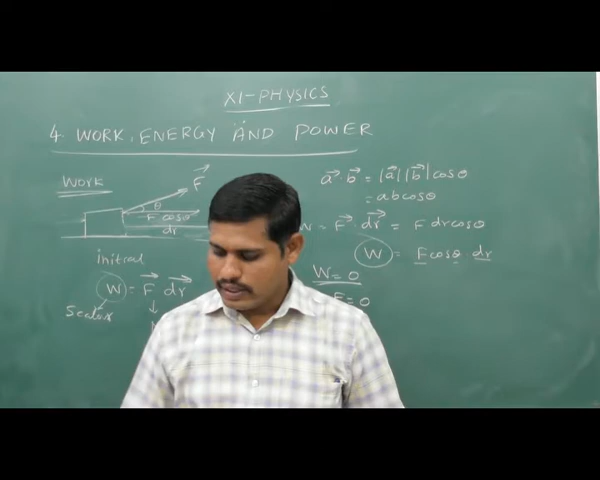 XI-PHYSICS
4. WORK, ENERGY AND POWER
WORK
F
θ
F cosθ
dr
initial
W = F dr
Scalar
a · b = |a| |b| cosθ
= ab cosθ
= F dr = F dr cosθ
W = F cosθ dr
W = 0
F = 0